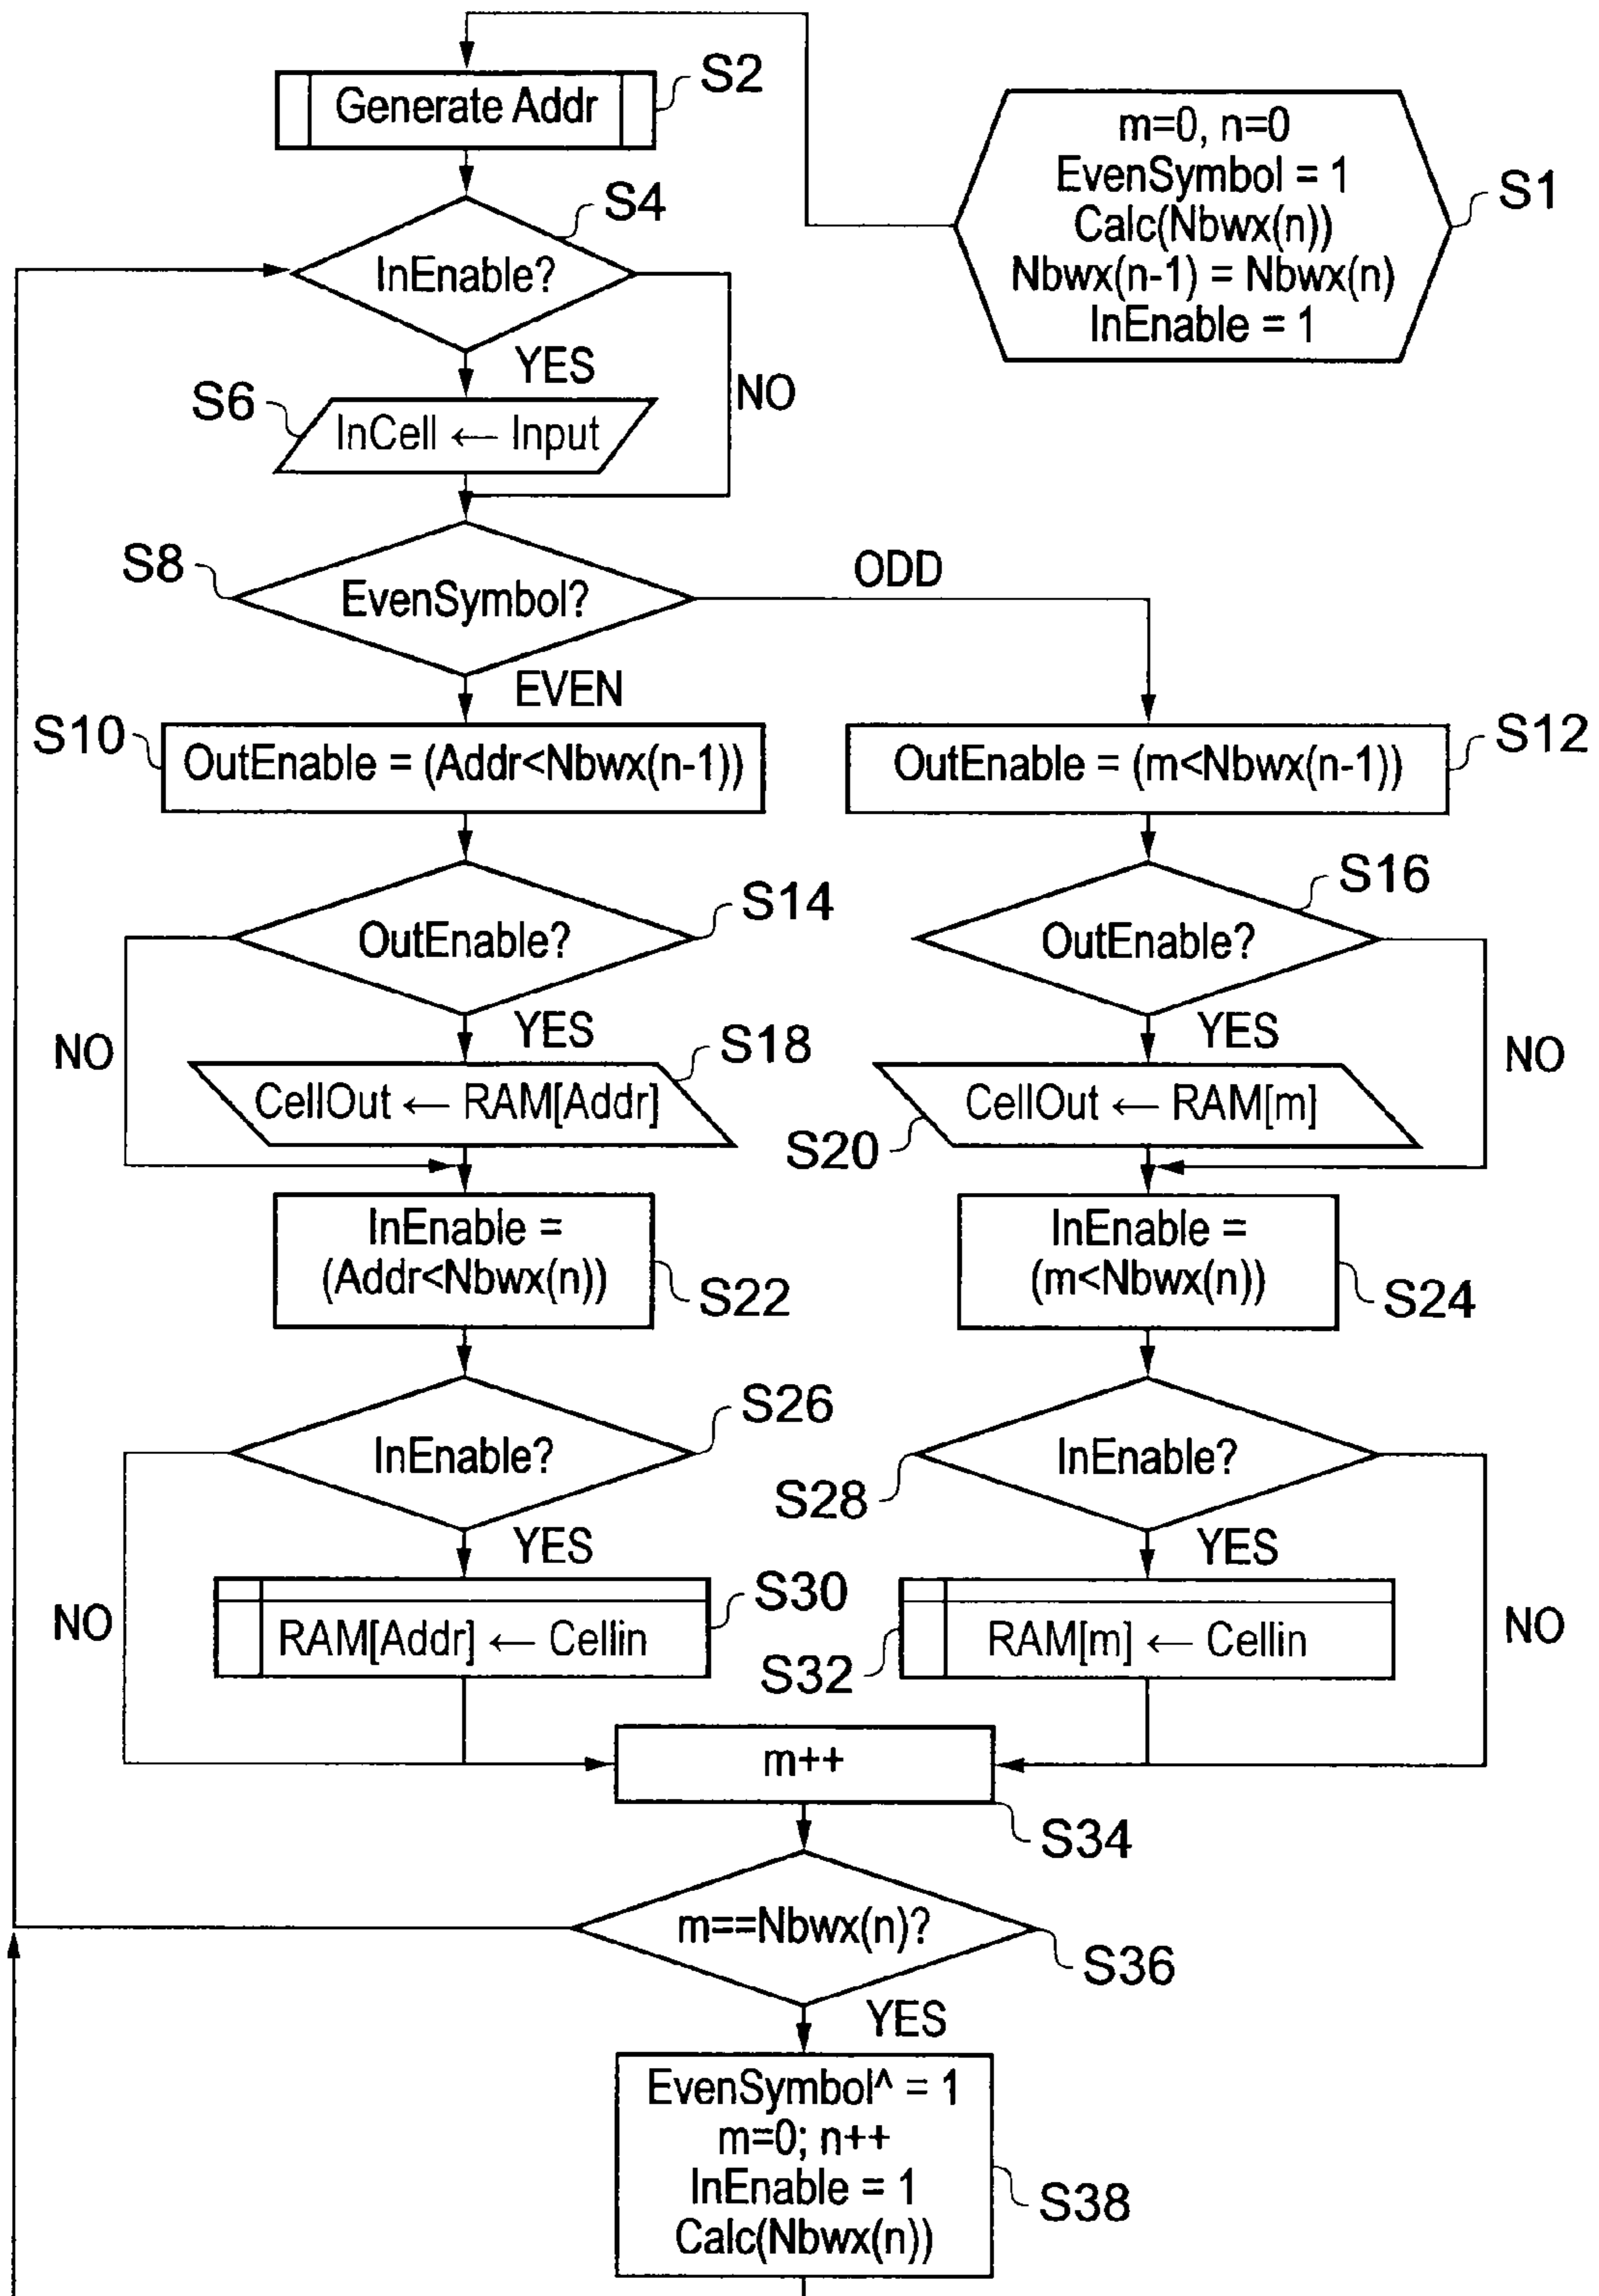 Generate Addr
S2
m=0, n=0
EvenSymbol = 1
Calc(Nbwx(n))
Nbwx(n-1) = Nbwx(n)
InEnable = 1
S1
S4
InEnable?
YES
NO
S6
InCell ← Input
S8
EvenSymbol?
ODD
EVEN
S10
OutEnable = (Addr<Nbwx(n-1))
OutEnable = (m<Nbwx(n-1))
S12
OutEnable?
S14
OutEnable?
S16
NO
YES
YES
NO
CellOut ← RAM[Addr]
S18
CellOut ← RAM[m]
S20
InEnable =
(Addr<Nbwx(n))
S22
InEnable =
(m<Nbwx(n))
S24
InEnable?
S26
InEnable?
S28
YES
YES
NO
RAM[Addr] ← Cellin
S30
RAM[m] ← Cellin
S32
NO
m++
S34
m==Nbwx(n)?
S36
YES
EvenSymbol^ = 1
m=0; n++
InEnable = 1
Calc(Nbwx(n))
S38